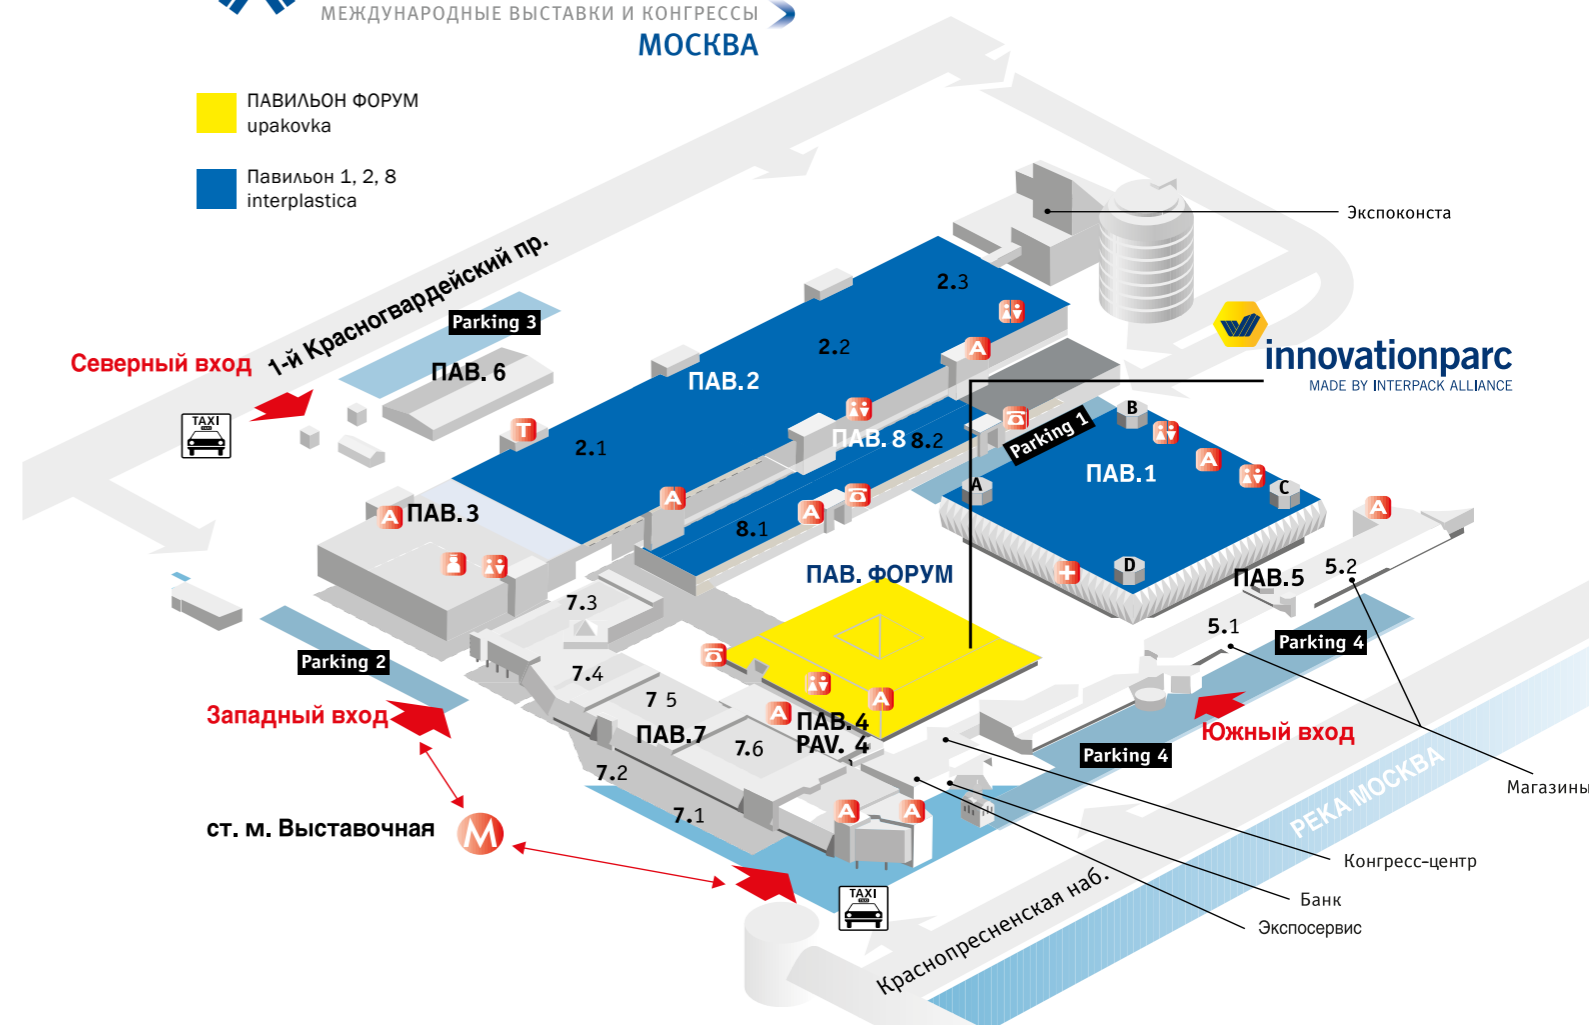 МЕЖДУНАРОДНЫЕ ВЫСТАВКИ И КОНГРЕССЫ
МОСКВА
ПАВИЛЬОН ФОРУМ
upakovka
Павильон 1, 2, 8
interplastica
Экспоконста
1-й Красногвардейский пр.
Parking 3
Северный вход
ПАВ. 6
TAXI
T
2.3
2.2
ПАВ.2
2.1
A
innovationparc
MADE BY INTERPACK ALLIANCE
ПАВ. 8 8.2
8.1
A
A
Parking 1
B
A
ПАВ.1
A
C
D
A
ПАВ.3
A
ПАВ. ФОРУМ
ПАВ.5
5.2
5.1
Parking 4
7.3
7.4
7 5
ПАВ.7
7.6
7.2
7.1
Parking 2
Западный вход
A
ПАВ.4
PAV. 4
A
Южный вход
Parking 4
РЕКА МОСКВА
Магазины
ст. м. Выставочная
М
A
A
TAXI
Краснопресненская наб.
Конгресс-центр
Банк
Экспосервис